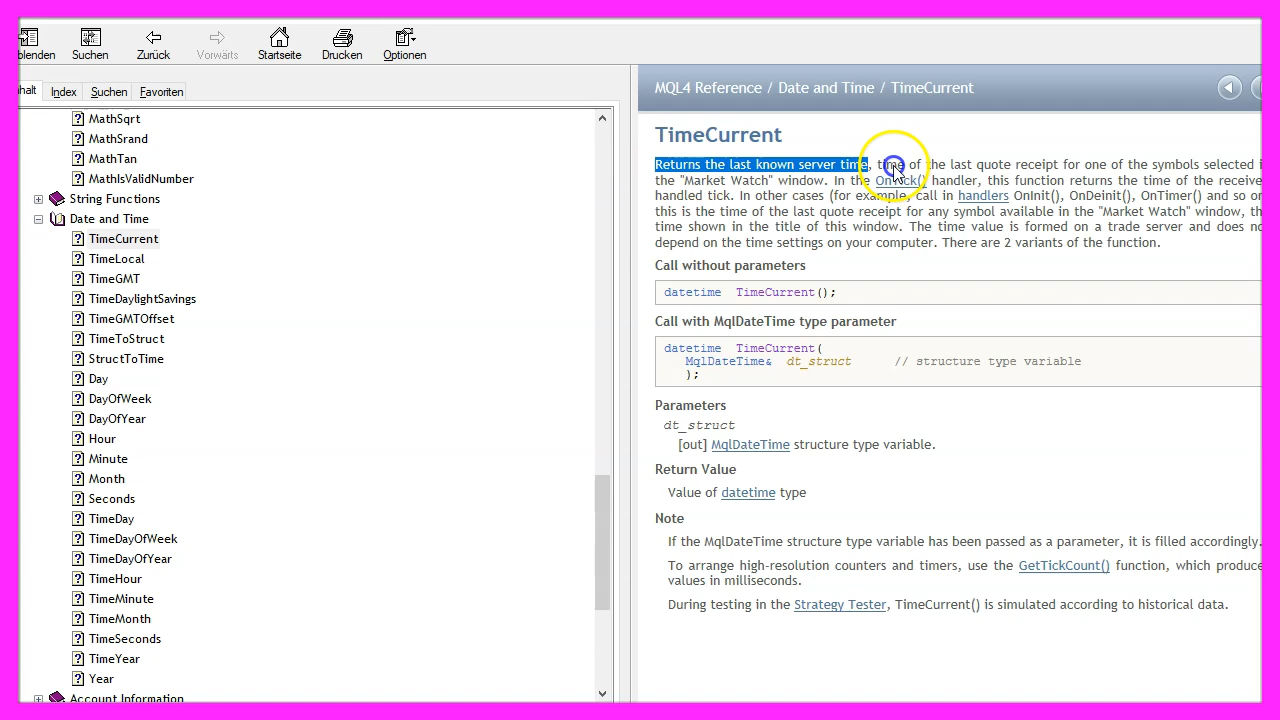 blenden Suchen Zurück Vorwärts Startseite Drucken Optionen
halt Index Suchen Favoriten
MathSqrt
MathSrand
MathTan
MathIsValidNumber
String Functions
Date and Time
TimeCurrent
TimeLocal
TimeGMT
TimeDaylightSavings
TimeGMTOffset
TimeToStruct
StructToTime
Day
DayOfWeek
DayOfYear
Hour
Minute
Month
Seconds
TimeDay
TimeDayOfWeek
TimeDayOfYear
TimeHour
TimeMinute
TimeMonth
TimeSeconds
TimeYear
Year
Account Information
MQL4 Reference / Date and Time / TimeCurrent
TimeCurrent
Returns the last known server time, time of the last quote receipt for one of the symbols selected i
the "Market Watch" window. In the OnTick() handler, this function returns the time of the receive
handled tick. In other cases (for example, call in handlers OnInit(), OnDeinit(), OnTimer() and so on
this is the time of the last quote receipt for any symbol available in the "Market Watch" window, th
time shown in the title of this window. The time value is formed on a trade server and does no
depend on the time settings on your computer. There are 2 variants of the function.
Call without parameters
datetime TimeCurrent();
Call with MqlDateTime type parameter
datetime TimeCurrent(
MqlDateTime& dt_struct // structure type variable
);
Parameters
dt_struct
[out] MqlDateTime structure type variable.
Return Value
Value of datetime type
Note
If the MqlDateTime structure type variable has been passed as a parameter, it is filled accordingly.
To arrange high-resolution counters and timers, use the GetTickCount() function, which produce
values in milliseconds.
During testing in the Strategy Tester, TimeCurrent() is simulated according to historical data.